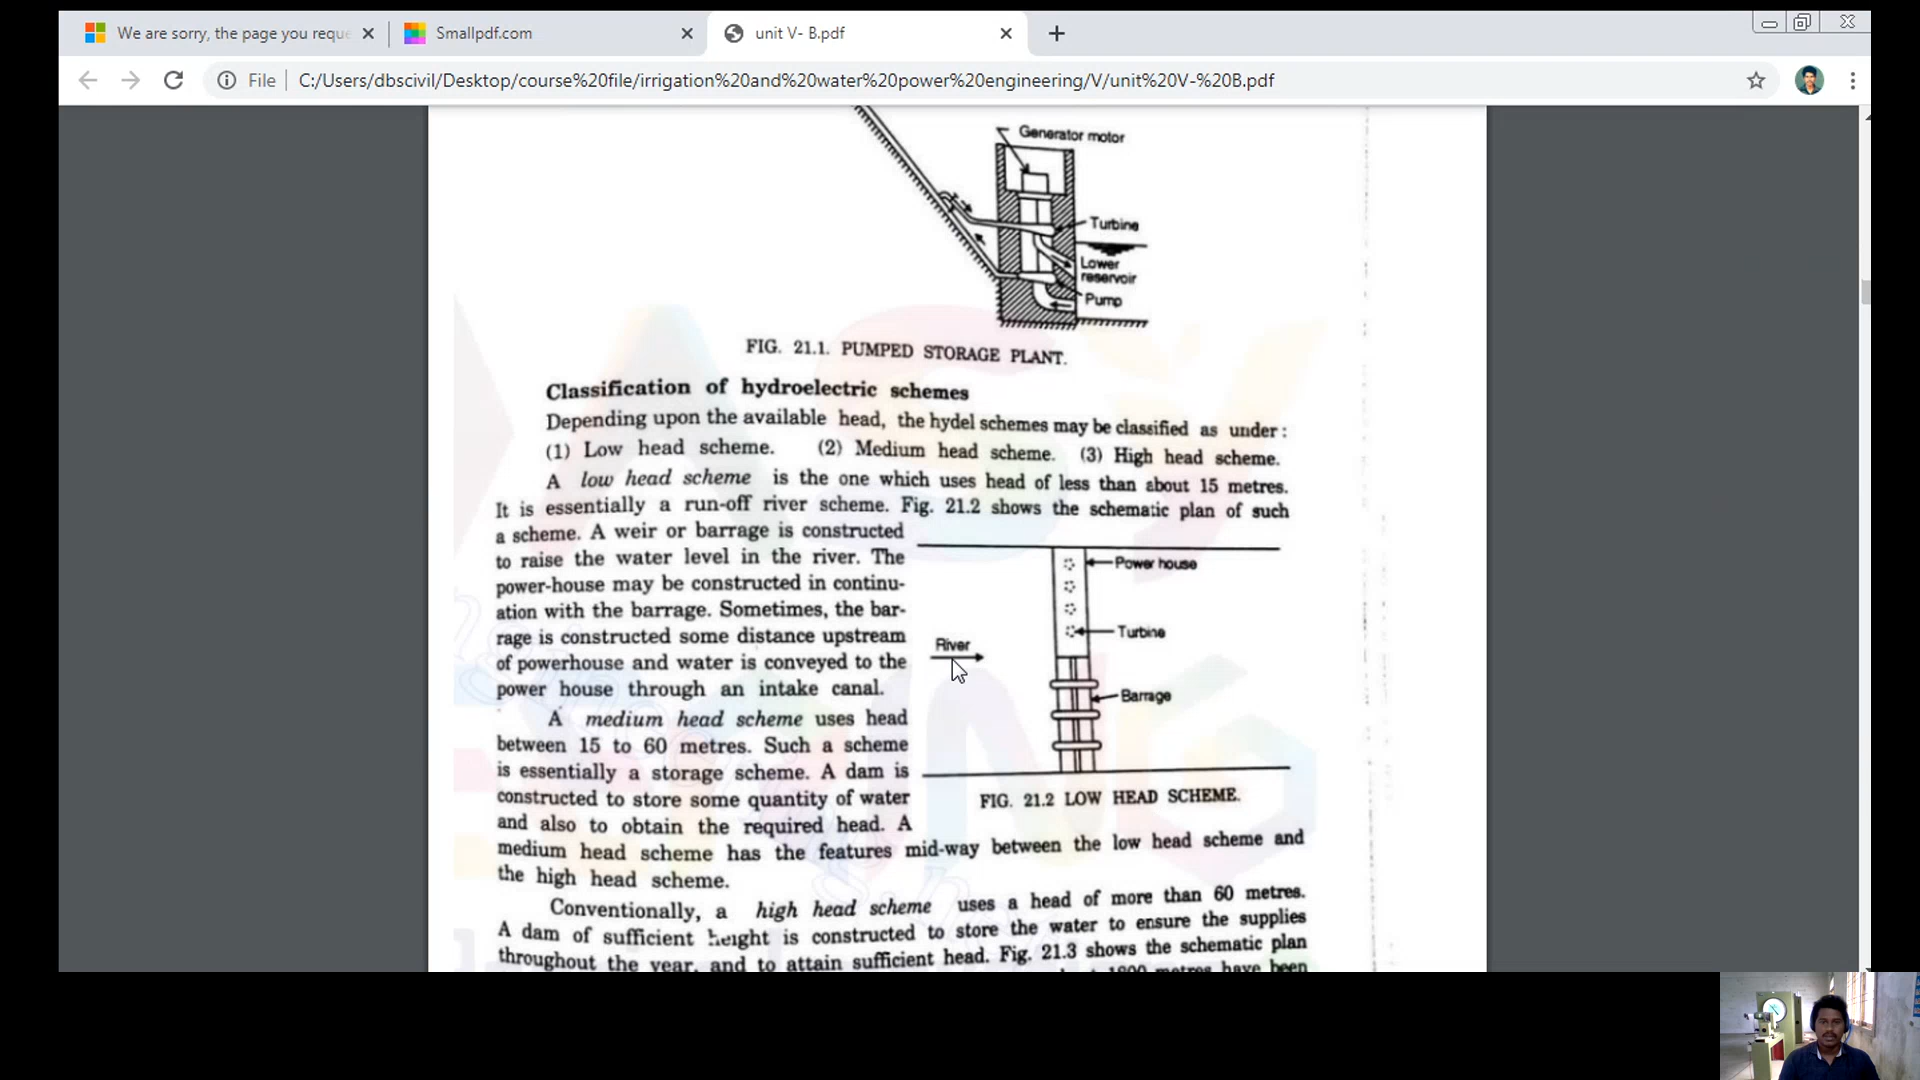 We are sorry, the page you reque
Smallpdf.com
unit V- B.pdf
File
C:/Users/dbscivil/Desktop/course%20file/irrigation%20and%20water%20power%20engineering/V/unit%20V-%20B.pdf
Generator motor
Turbine
Lower
reservoir
Pump
FIG. 21.1. PUMPED STORAGE PLANT.
Classification of hydroelectric schemes
Depending upon the available head, the hydel schemes may be classified as under :
(1) Low head scheme. (2) Medium head scheme. (3) High head scheme.
A low head scheme is the one which uses head of less than about 15 metres.
It is essentially a run-off river scheme. Fig. 21.2 shows the schematic plan of such
a scheme. A weir or barrage is constructed
to raise the water level in the river. The
power-house may be constructed in continu-
ation with the barrage. Sometimes, the bar-
rage is constructed some distance upstream
of powerhouse and water is conveyed to the
power house through an intake canal.
A medium head scheme uses head
between 15 to 60 metres. Such a scheme
is essentially a storage scheme. A dam is
constructed to store some quantity of water
and also to obtain the required head. A
Power house
Turbine
River
Barrage
FIG. 21.2 LOW HEAD SCHEME.
medium head scheme has the features mid-way between the low head scheme and
the high head scheme.
Conventionally, a high head scheme uses a head of more than 60 metres.
A dam of sufficient height is constructed to store the water to ensure the supplies
throughout the year, and to attain sufficient head. Fig. 21.3 shows the schematic plan
metres have been